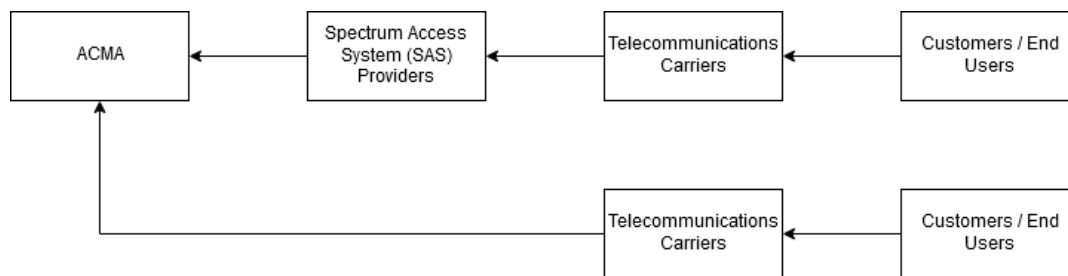 ACMA
Spectrum Access
System (SAS)
Providers
Telecommunications
Carriers
Customers / End
Users
Telecommunications
Carriers
Customers / End
Users